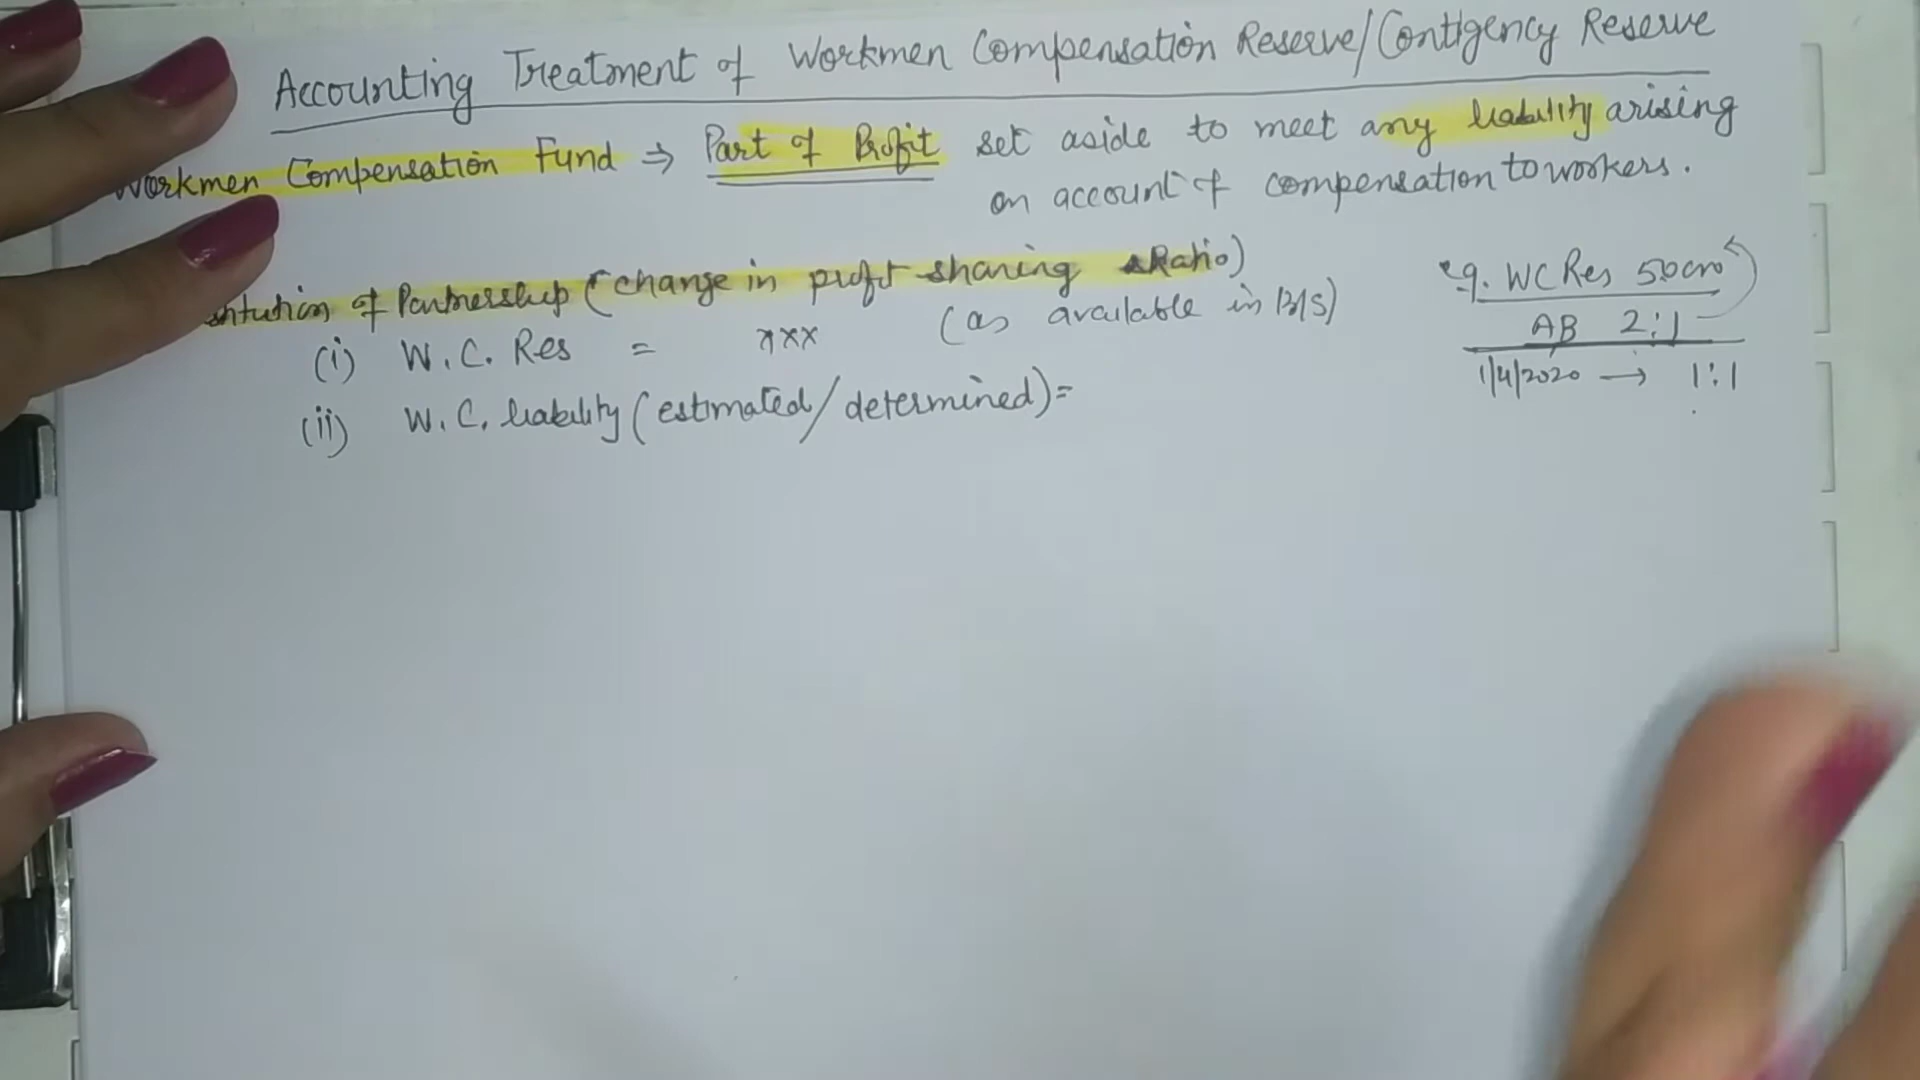 Accounting Treatment of Workmen Compensation Reserve/Contigency Reserve
Workmen Compensation Fund ⇒ Part of Profit set aside to meet any liability arising
on account of compensation to workers.
of Partnership (change in profit sharing Ratio)
(i) W.C. Res = xxx (as available in B/S)
(ii) W.C. liability (estimated/determined) =
eg. WC Res 50000
AB 2:1
1/4/2020 → 1:1